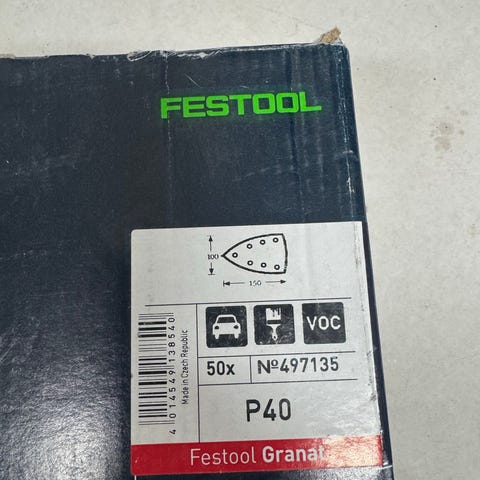 FESTOOL
100
150
VOC
50x Nº497135
P40
Festool Granat
4 014549 138540
Made in Czech Republic